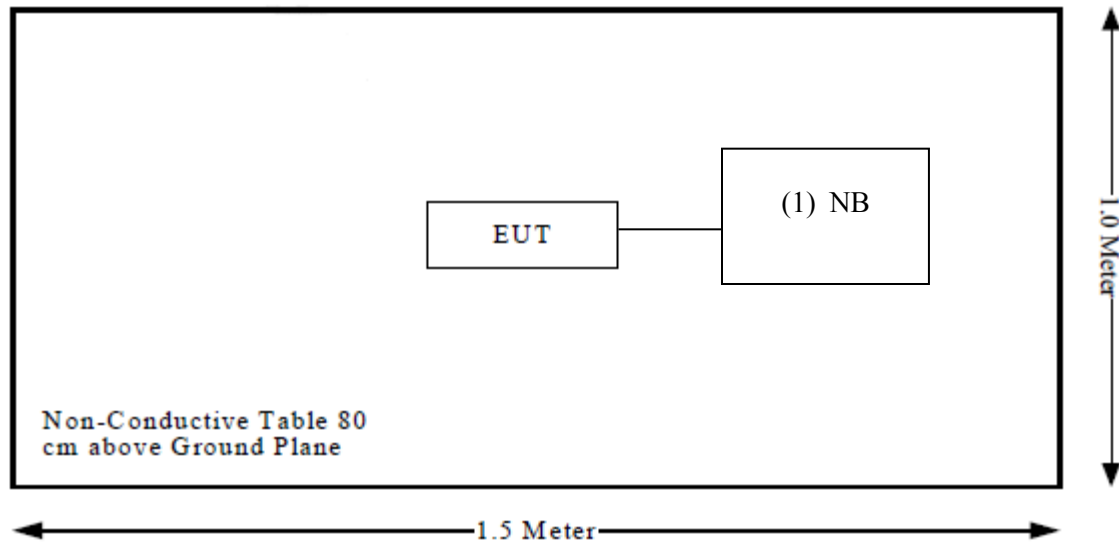 (1) NB
EUT
1.0 Meter
Non-Conductive Table 80
cm above Ground Plane
1.5 Meter